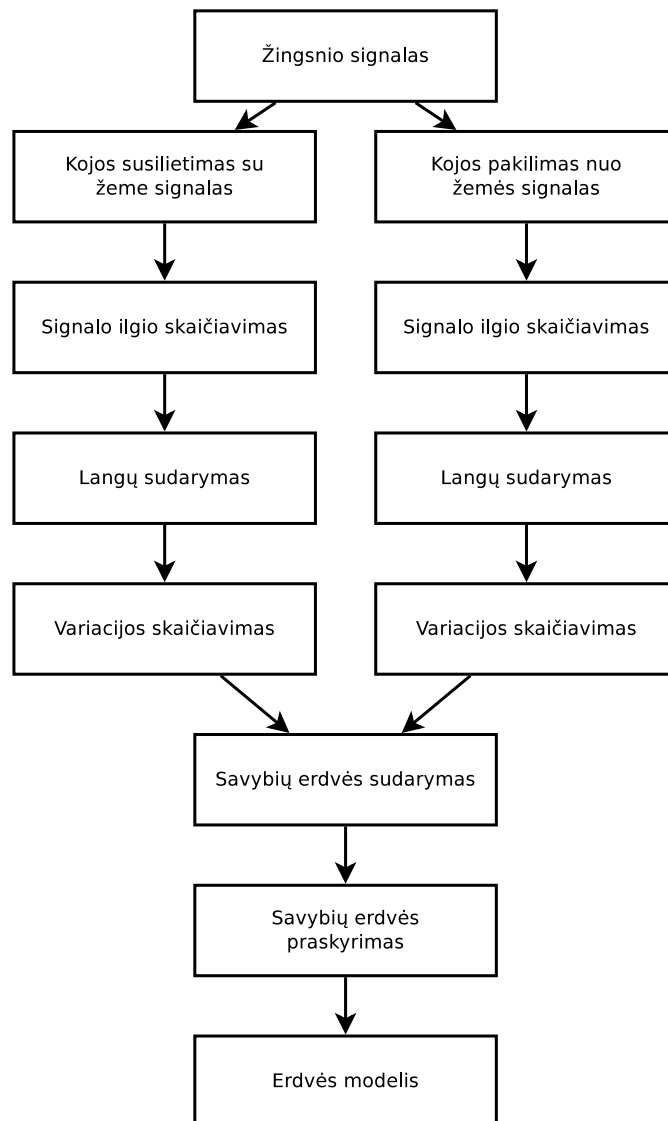 Žingsnio signalas
Kojos susilietimas su
žeme signalas
Kojos pakilimas nuo
žemės signalas
Signalo ilgio skaičiavimas
Signalo ilgio skaičiavimas
Langų sudarymas
Langų sudarymas
Variacijos skaičiavimas
Variacijos skaičiavimas
Savybių erdvės sudarymas
Savybių erdvės
praskyrimas
Erdvės modelis